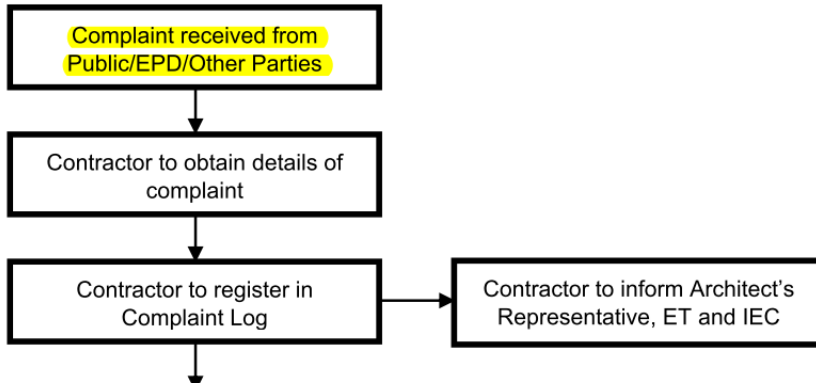 Complaint received from
Public/EPD/Other Parties
Contractor to obtain details of
complaint
Contractor to register in
Complaint Log
Contractor to inform Architect’s
Representative, ET and IEC